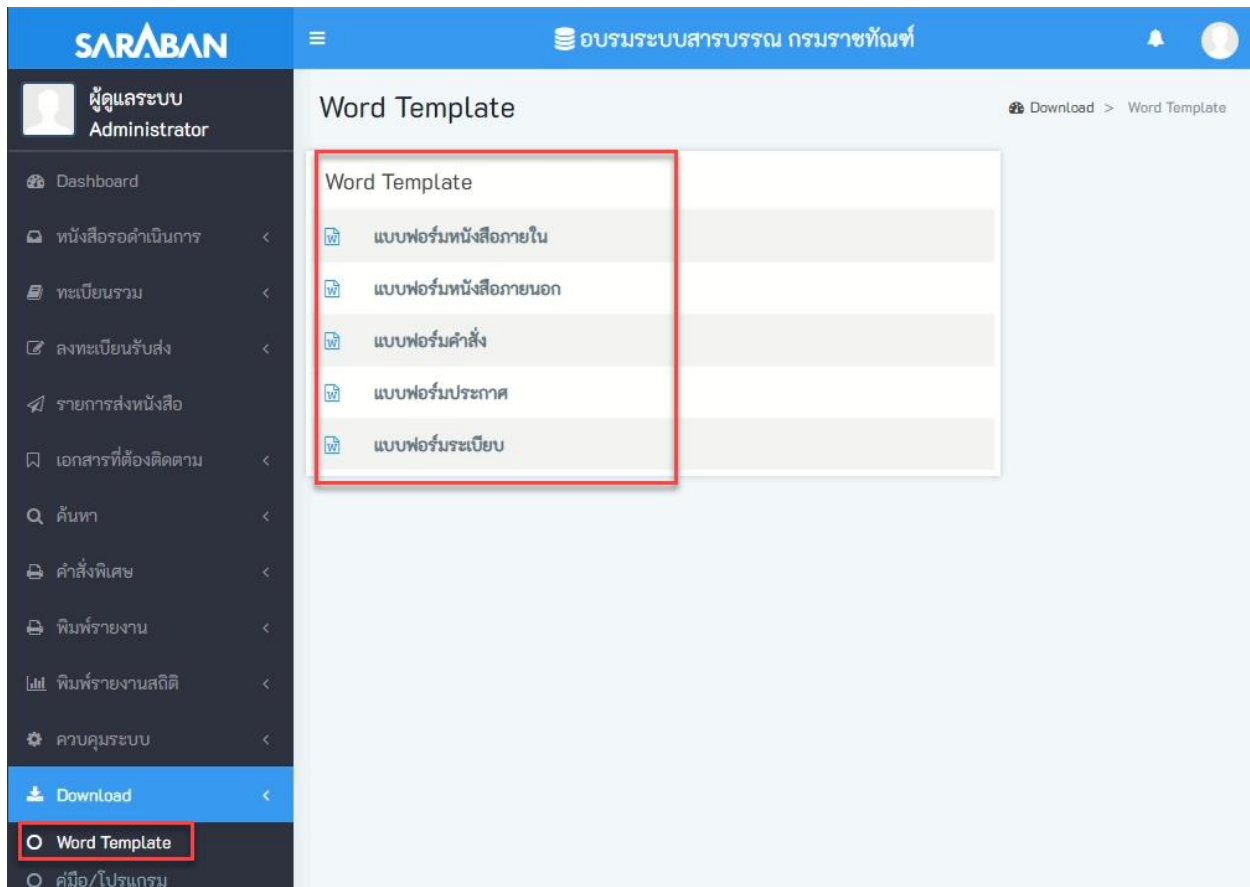 SARABAN
อบรมระบบสารบรรณ กรมราชทัณฑ์
ผู้ดูแลระบบ
Administrator
Dashboard
หนังสือรอดำเนินการ
ทะเบียนรวม
ลงทะเบียนรับส่ง
รายการส่งหนังสือ
เอกสารที่ต้องติดตาม
ค้นหา
คำสั่งพิเศษ
พิมพ์รายงาน
พิมพ์รายงานสถิติ
ควบคุมระบบ
Download
Word Template
คู่มือ/โปรแกรม
Word Template
Download > Word Template
Word Template
แบบฟอร์มหนังสือภายใน
แบบฟอร์มหนังสือภายนอก
แบบฟอร์มคำสั่ง
แบบฟอร์มประกาศ
แบบฟอร์มระเบียบ